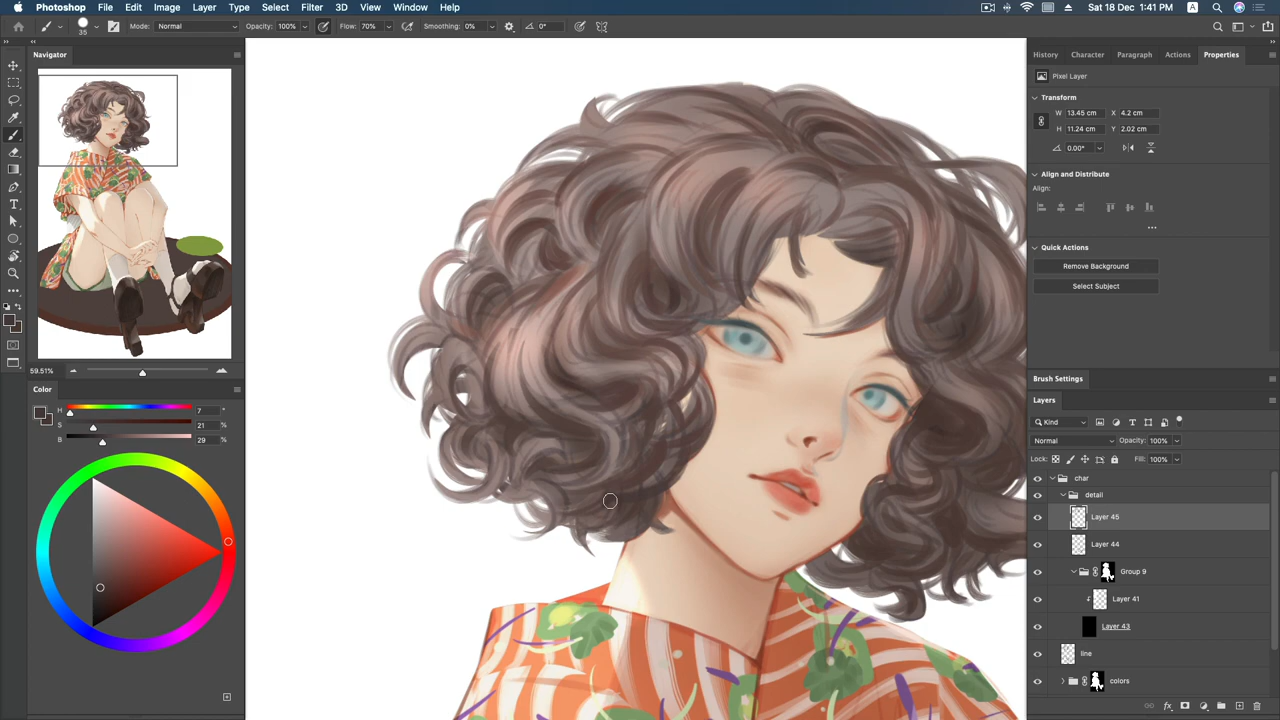 Photoshop File Edit Image Layer Type Select Filter 3D View Window Help A Sat 18 Dec 1:41 PM
35 Mode: Normal Opacity: 100% Flow: 70% Smoothing: 0% 0°
Navigator
59.51%
Color
H 7 °
S 21 %
B 29 %
History Character Paragraph Actions Properties
Pixel Layer
Transform
W 13.45 cm X 4.2 cm
H 11.24 cm Y 2.02 cm
0.00°
Align and Distribute
Align:
Quick Actions
Remove Background
Select Subject
Brush Settings
Layers
Kind
Normal Opacity: 100%
Lock: Fill: 100%
char
detail
Layer 45
Layer 44
Group 9
Layer 41
Layer 43
line
colors